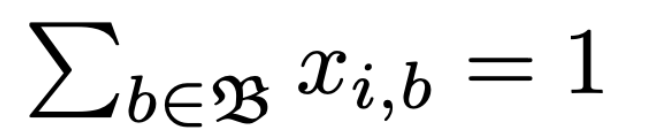 ∑_{b∈𝔅} x_{i,b} = 1